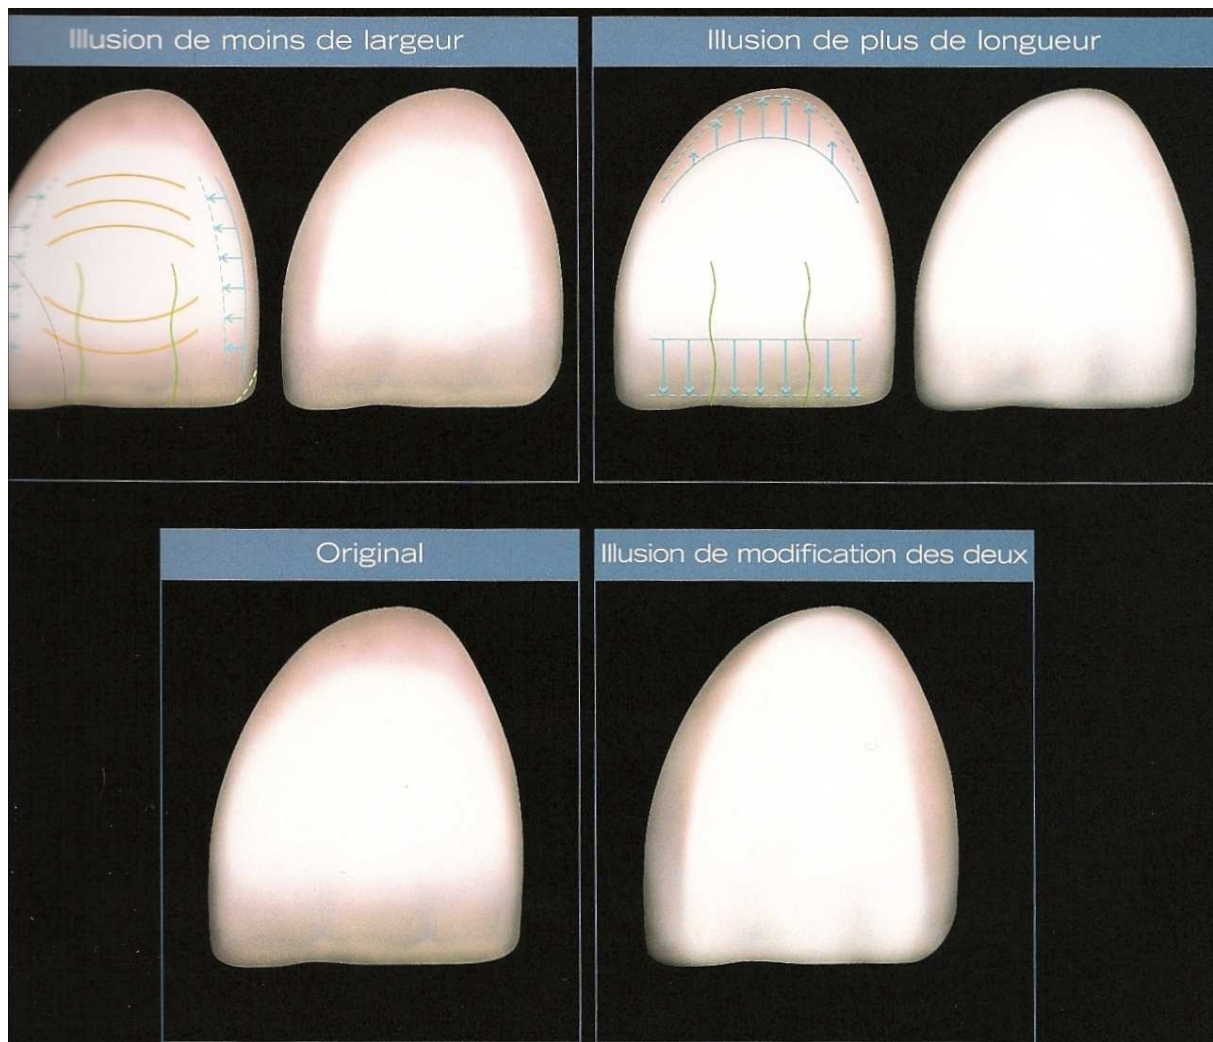 Illusion de moins de largeur
Illusion de plus de longueur
Original
Illusion de modification des deux